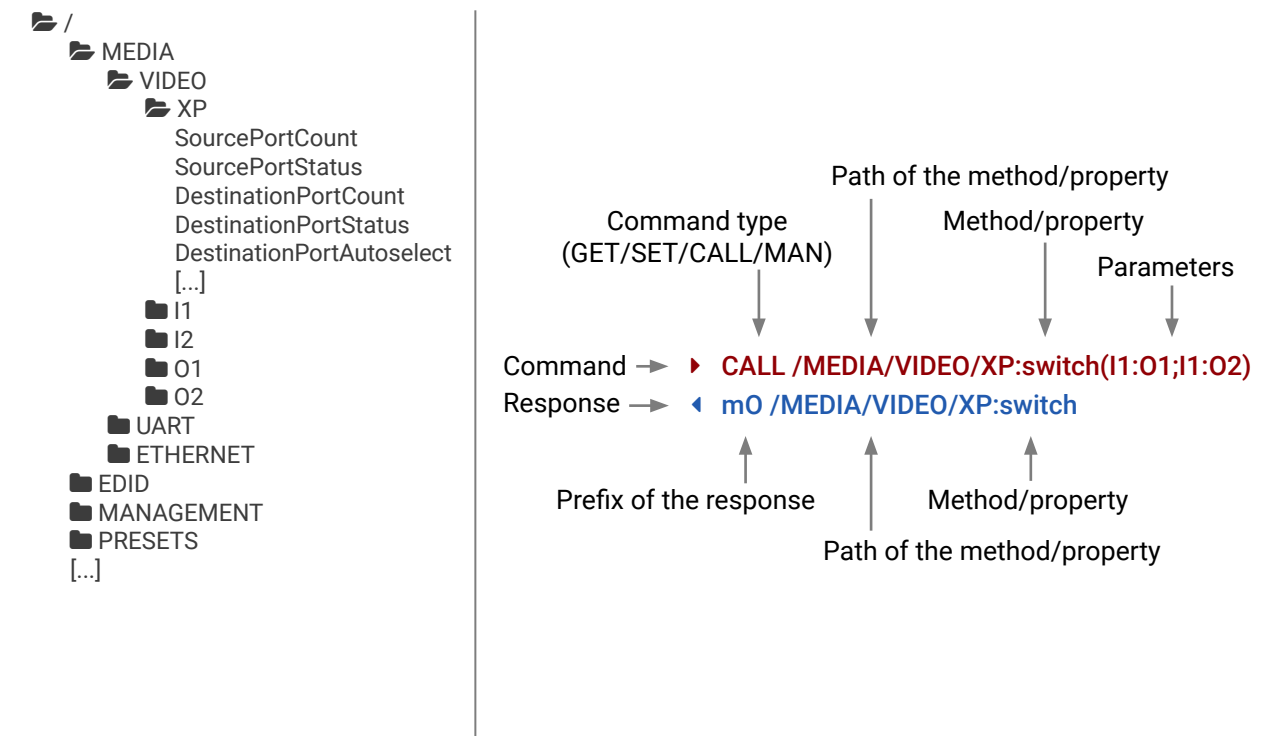 /
MEDIA
VIDEO
XP
SourcePortCount
SourcePortStatus
DestinationPortCount
DestinationPortStatus
DestinationPortAutoselect
[...]
I1
I2
O1
O2
UART
ETHERNET
EDID
MANAGEMENT
PRESETS
[...]
Path of the method/property
Command type
(GET/SET/CALL/MAN)
Method/property
Parameters
Command
CALL /MEDIA/VIDEO/XP:switch(I1:O1;I1:O2)
Response
mO /MEDIA/VIDEO/XP:switch
Prefix of the response
Method/property
Path of the method/property